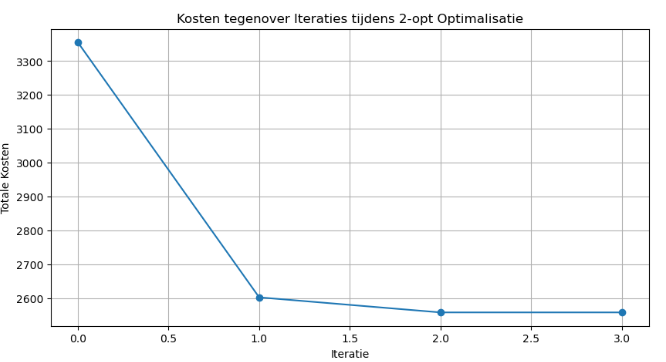 Kosten tegenover Iteraties tijdens 2-opt Optimalisatie
Totale Kosten
3300
3200
3100
3000
2900
2800
2700
2600
0.0 0.5 1.0 1.5 2.0 2.5 3.0
Iteratie